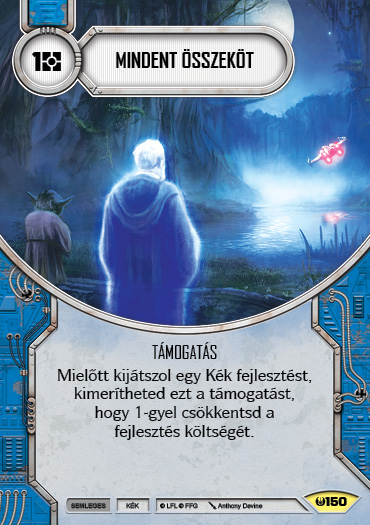 1
MINDENT ÖSSZEKÖT
TÁMOGATÁS
Mielőtt kijátszol egy Kék fejlesztést,
kimerítheted ezt a támogatást,
hogy 1-gyel csökkentsd a
fejlesztés költségét.
SEMLEGES KÉK © LFL © FFG Anthony Devine 150